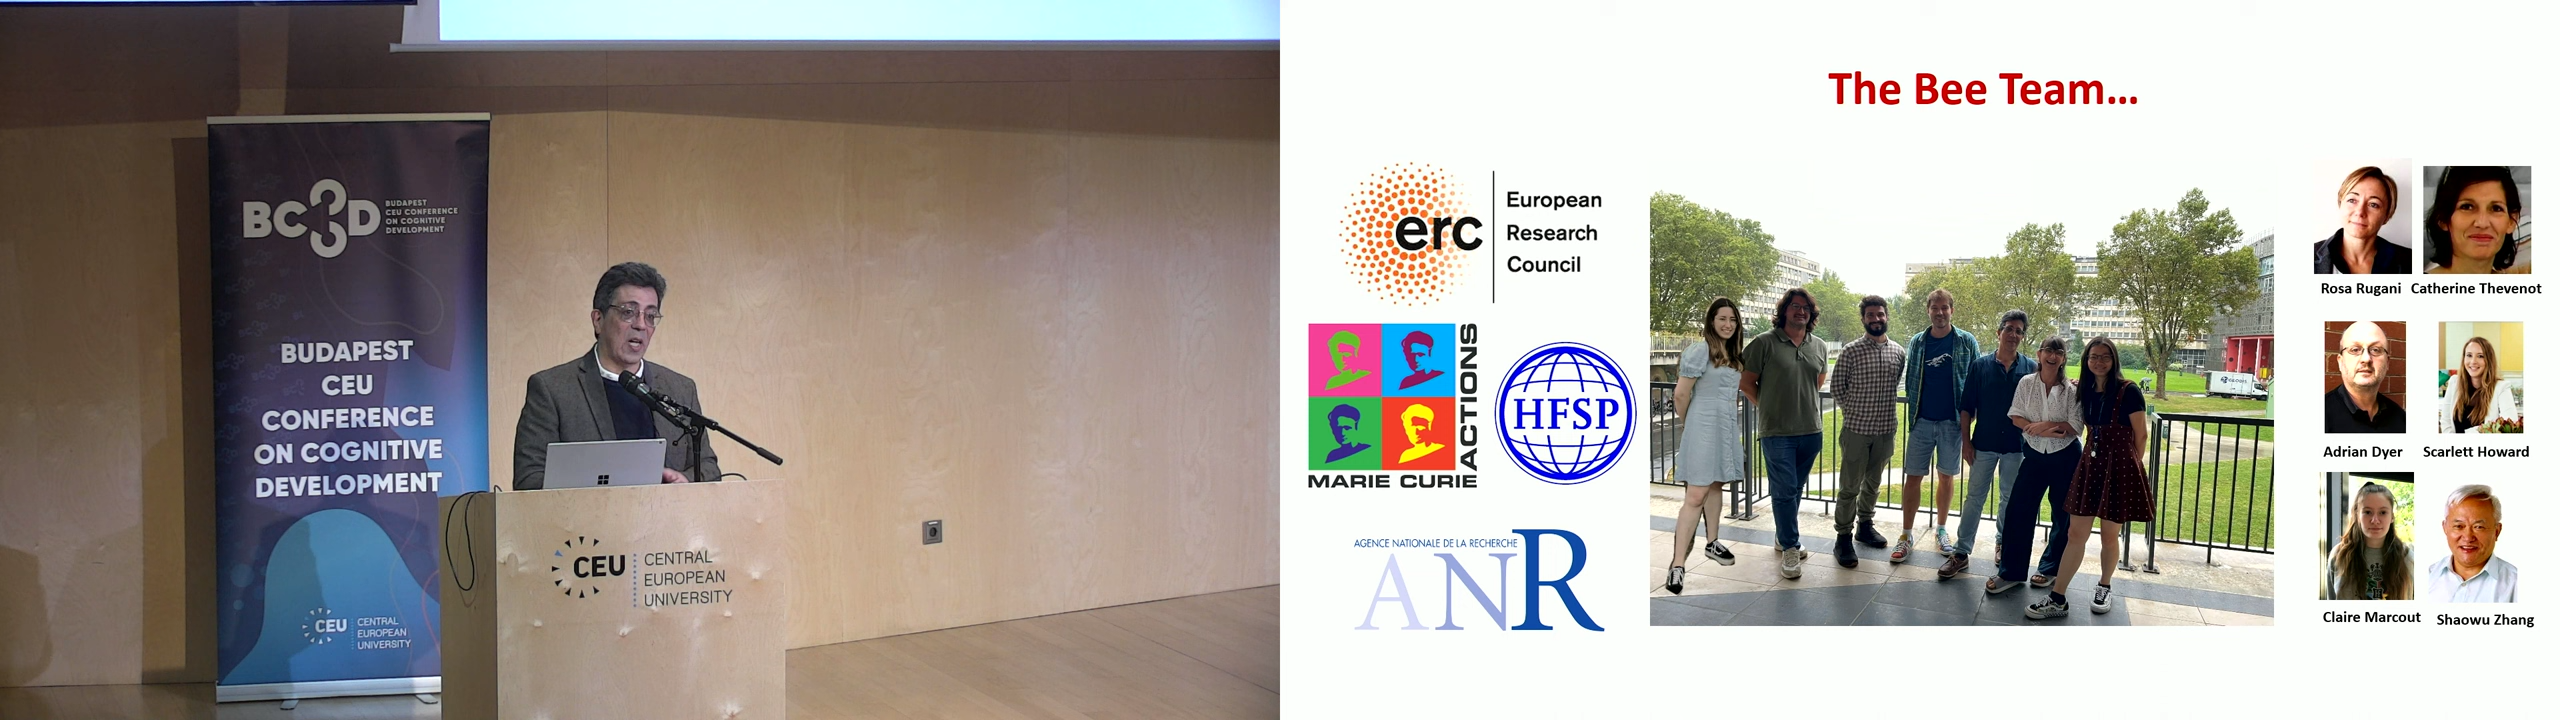 BC3D
BUDAPEST
CEU CONFERENCE
ON COGNITIVE
DEVELOPMENT
BUDAPEST
CEU
CONFERENCE
ON COGNITIVE
DEVELOPMENT
CEU
CENTRAL
EUROPEAN
UNIVERSITY
CEU
CENTRAL
EUROPEAN
UNIVERSITY
The Bee Team...
erc
European
Research
Council
MARIE CURIE
ACTIONS
HFSP
AGENCE NATIONALE DE LA RECHERCHE
ANR
Rosa Rugani
Catherine Thevenot
Adrian Dyer
Scarlett Howard
Claire Marcout
Shaowu Zhang